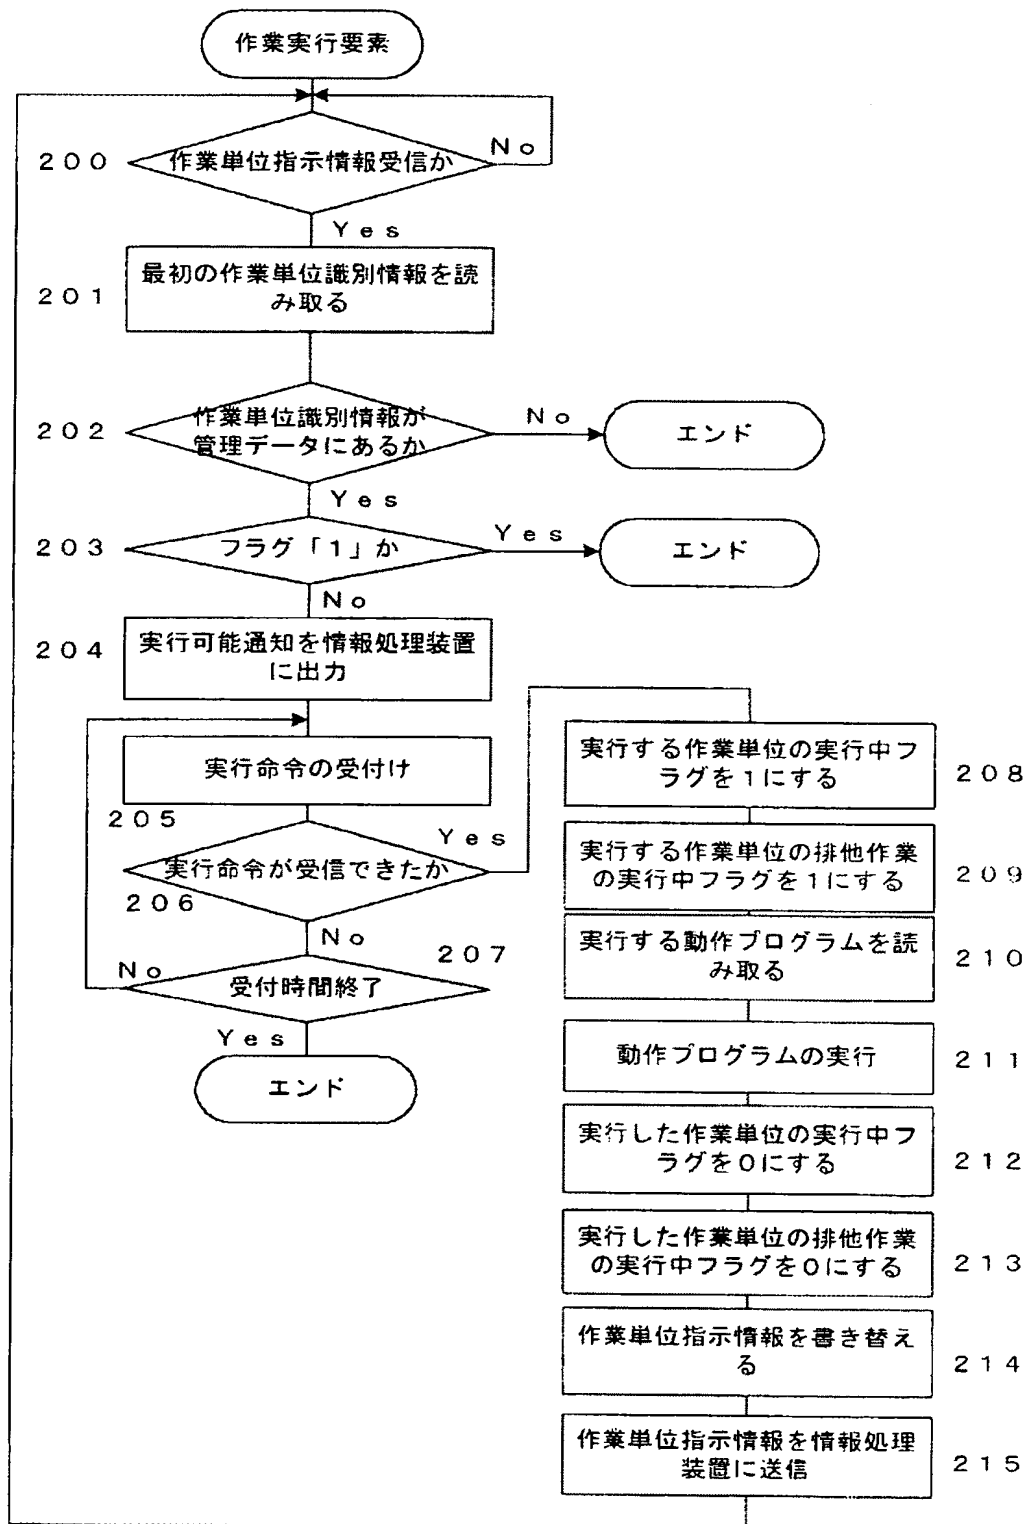 作業実行要素
200
作業単位指示情報受信か
No
Yes
201
最初の作業単位識別情報を読
み取る
202
作業単位識別情報が
管理データにあるか
No
エンド
Yes
203
フラグ「1」か
Yes
エンド
No
204
実行可能通知を情報処理装置
に出力
実行命令の受付け
205
実行命令が受信できたか
Yes
206
No
207
受付時間終了
No
Yes
エンド
実行する作業単位の実行中フ
ラグを1にする
208
実行する作業単位の排他作業
の実行中フラグを1にする
209
実行する動作プログラムを読
み取る
210
動作プログラムの実行
211
実行した作業単位の実行中フ
ラグを0にする
212
実行した作業単位の排他作業
の実行中フラグを0にする
213
作業単位指示情報を書き替え
る
214
作業単位指示情報を情報処理
装置に送信
215